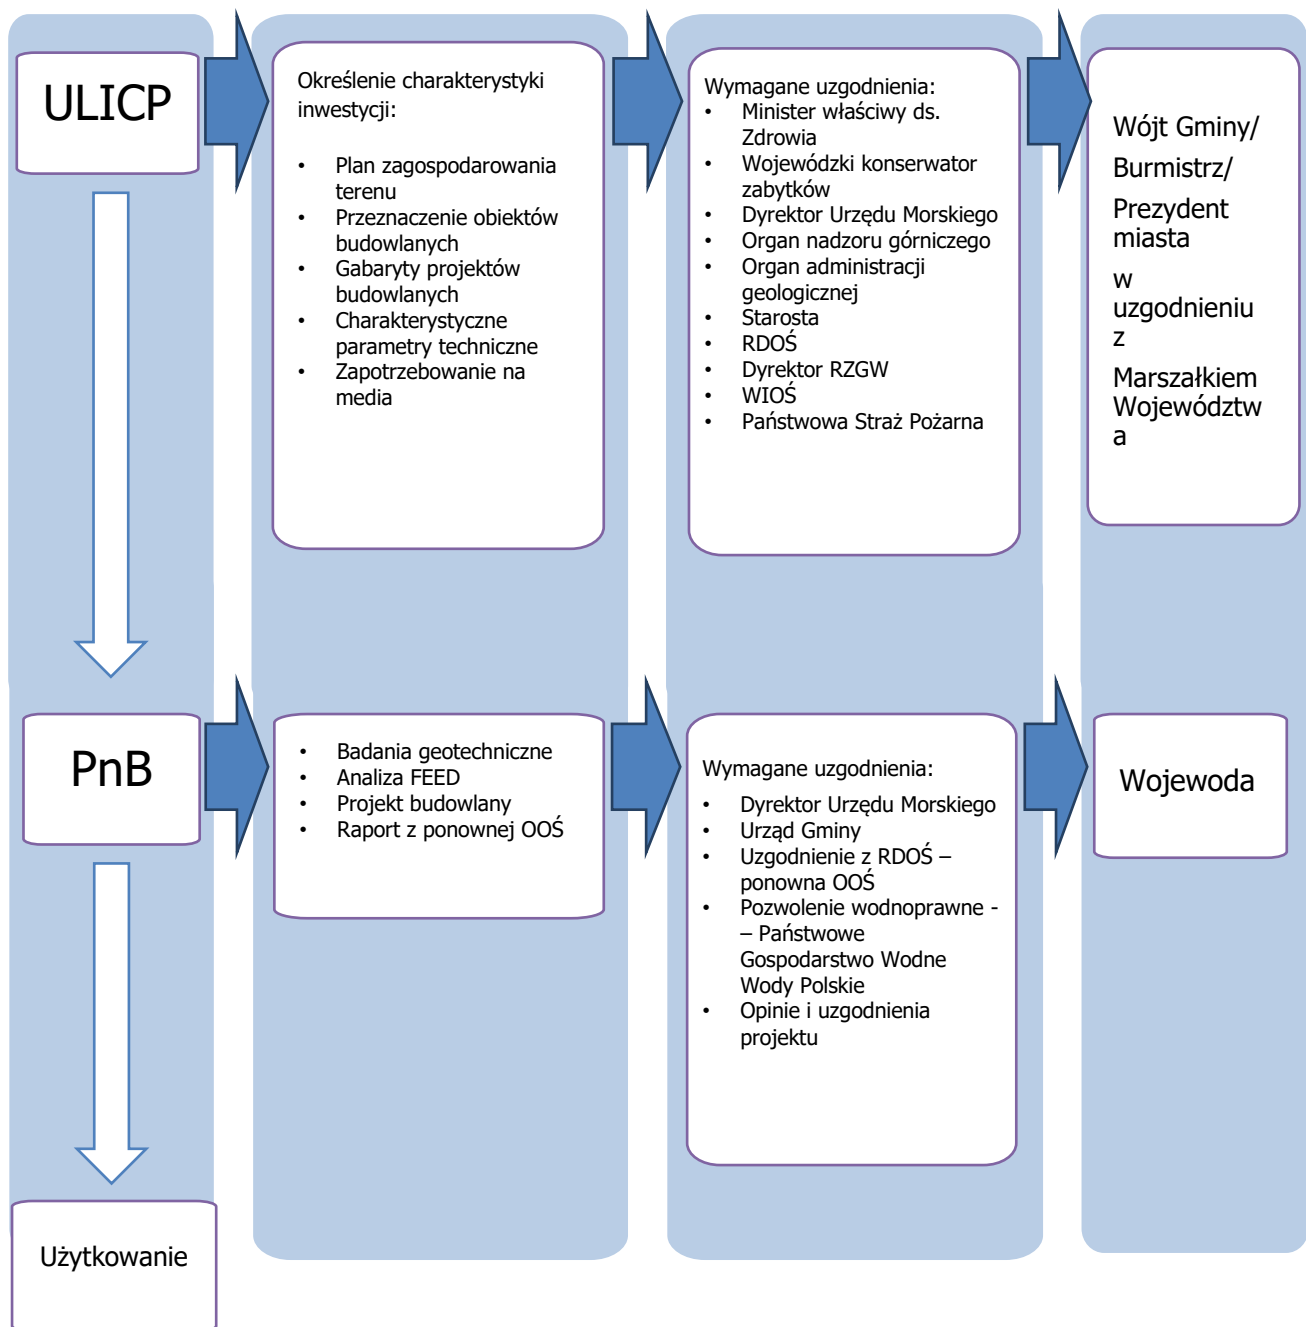 ULICP
Określenie charakterystyki
inwestycji:
• Plan zagospodarowania
terenu
• Przeznaczenie obiektów
budowlanych
• Gabaryty projektów
budowlanych
• Charakterystyczne
parametry techniczne
• Zapotrzebowanie na
media
Wymagane uzgodnienia:
• Minister właściwy ds.
Zdrowia
• Wojewódzki konserwator
zabytków
• Dyrektor Urzędu Morskiego
• Organ nadzoru górniczego
• Organ administracji
geologicznej
• Starosta
• RDOŚ
• Dyrektor RZGW
• WIOŚ
• Państwowa Straż Pożarna
Wójt Gminy/
Burmistrz/
Prezydent
miasta
w
uzgodnieniu
z
Marszałkiem
Województw
a
PnB
• Badania geotechniczne
• Analiza FEED
• Projekt budowlany
• Raport z ponownej OOŚ
Wymagane uzgodnienia:
• Dyrektor Urzędu Morskiego
• Urząd Gminy
• Uzgodnienie z RDOŚ –
ponowna OOŚ
• Pozwolenie wodnoprawne -
– Państwowe
Gospodarstwo Wodne
Wody Polskie
• Opinie i uzgodnienia
projektu
Wojewoda
Użytkowanie